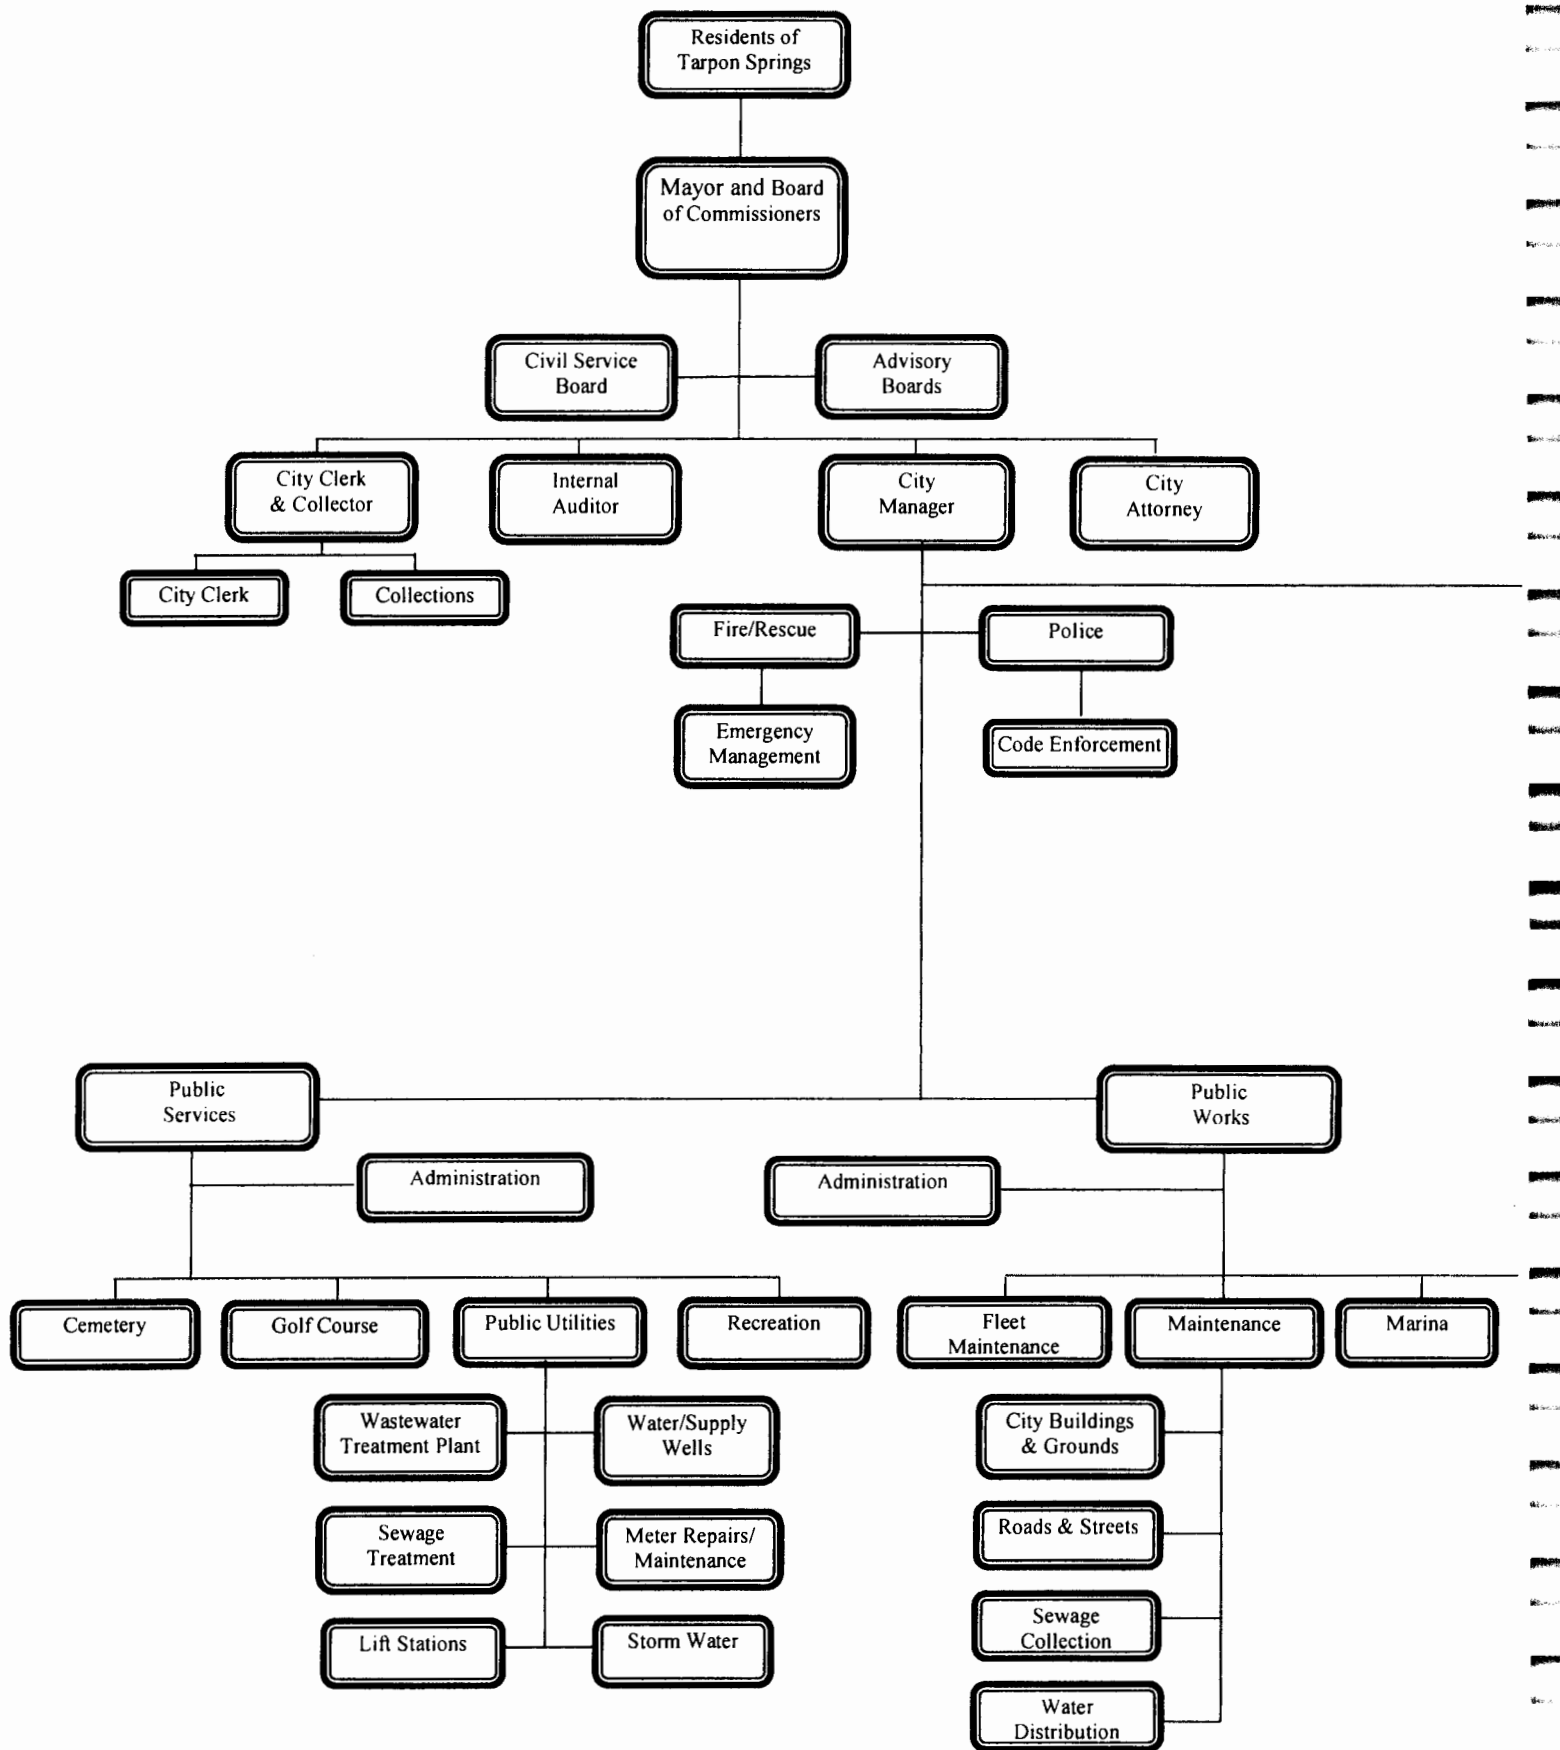 Residents of
Tarpon Springs
Mayor and Board
of Commissioners
Civil Service
Board
Advisory
Boards
City Clerk
& Collector
Internal
Auditor
City
Manager
City
Attorney
City Clerk
Collections
Fire/Rescue
Police
Emergency
Management
Code Enforcement
Public
Services
Public
Works
Administration
Administration
Cemetery
Golf Course
Public Utilities
Recreation
Fleet
Maintenance
Maintenance
Marina
Wastewater
Treatment Plant
Water/Supply
Wells
City Buildings
& Grounds
Sewage
Treatment
Meter Repairs/
Maintenance
Roads & Streets
Lift Stations
Storm Water
Sewage
Collection
Water
Distribution